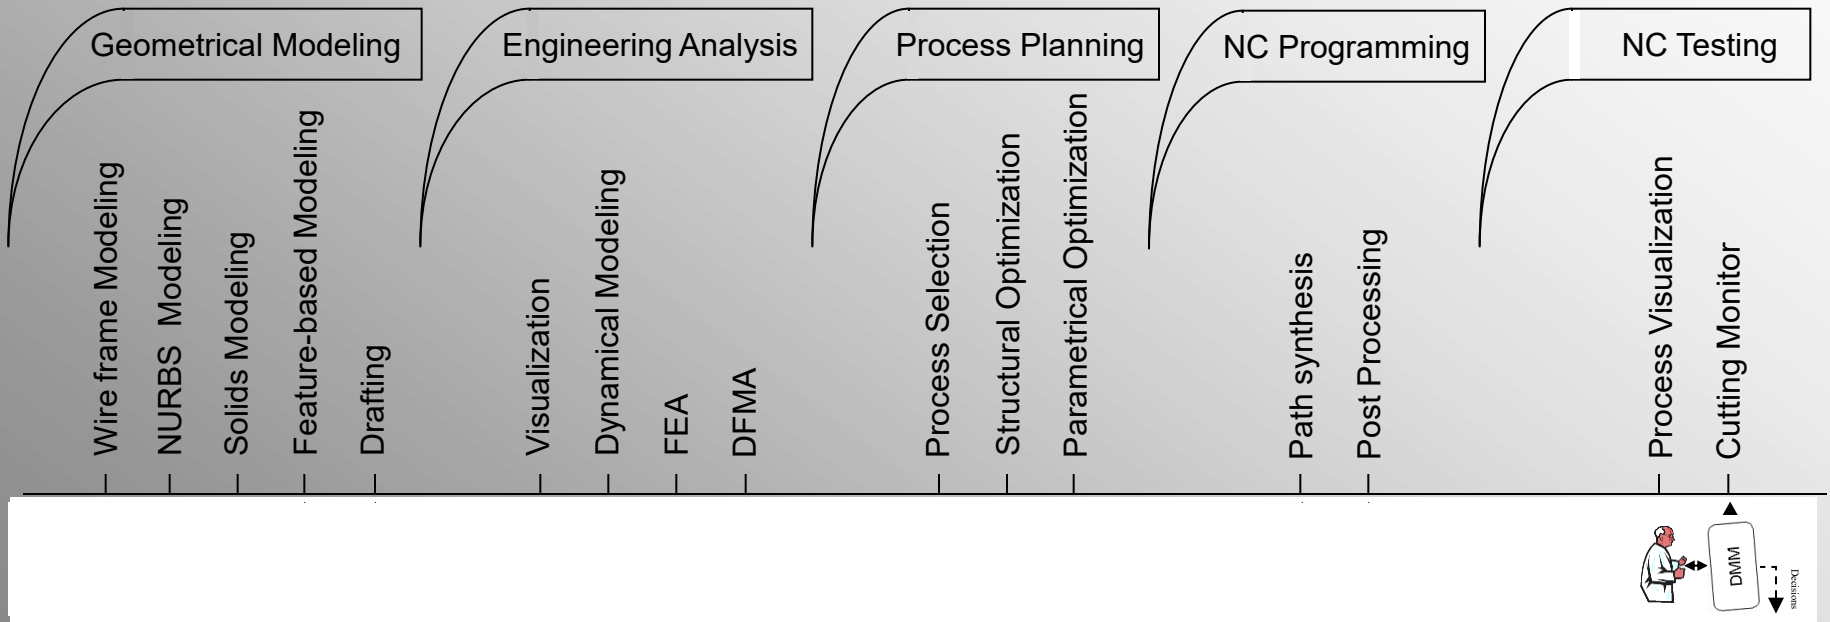 Geometrical Modeling
Wire frame Modeling
NURBS  Modeling
Solids Modeling
Feature-based Modeling
Drafting
Engineering Analysis
Visualization
Dynamical Modeling
FEA
DFMA
Process Planning
Process Selection
Structural Optimization
Parametrical Optimization
NC Programming
Path synthesis
Post Processing
NC Testing
Process Visualization
Cutting Monitor
DMM
Decisions